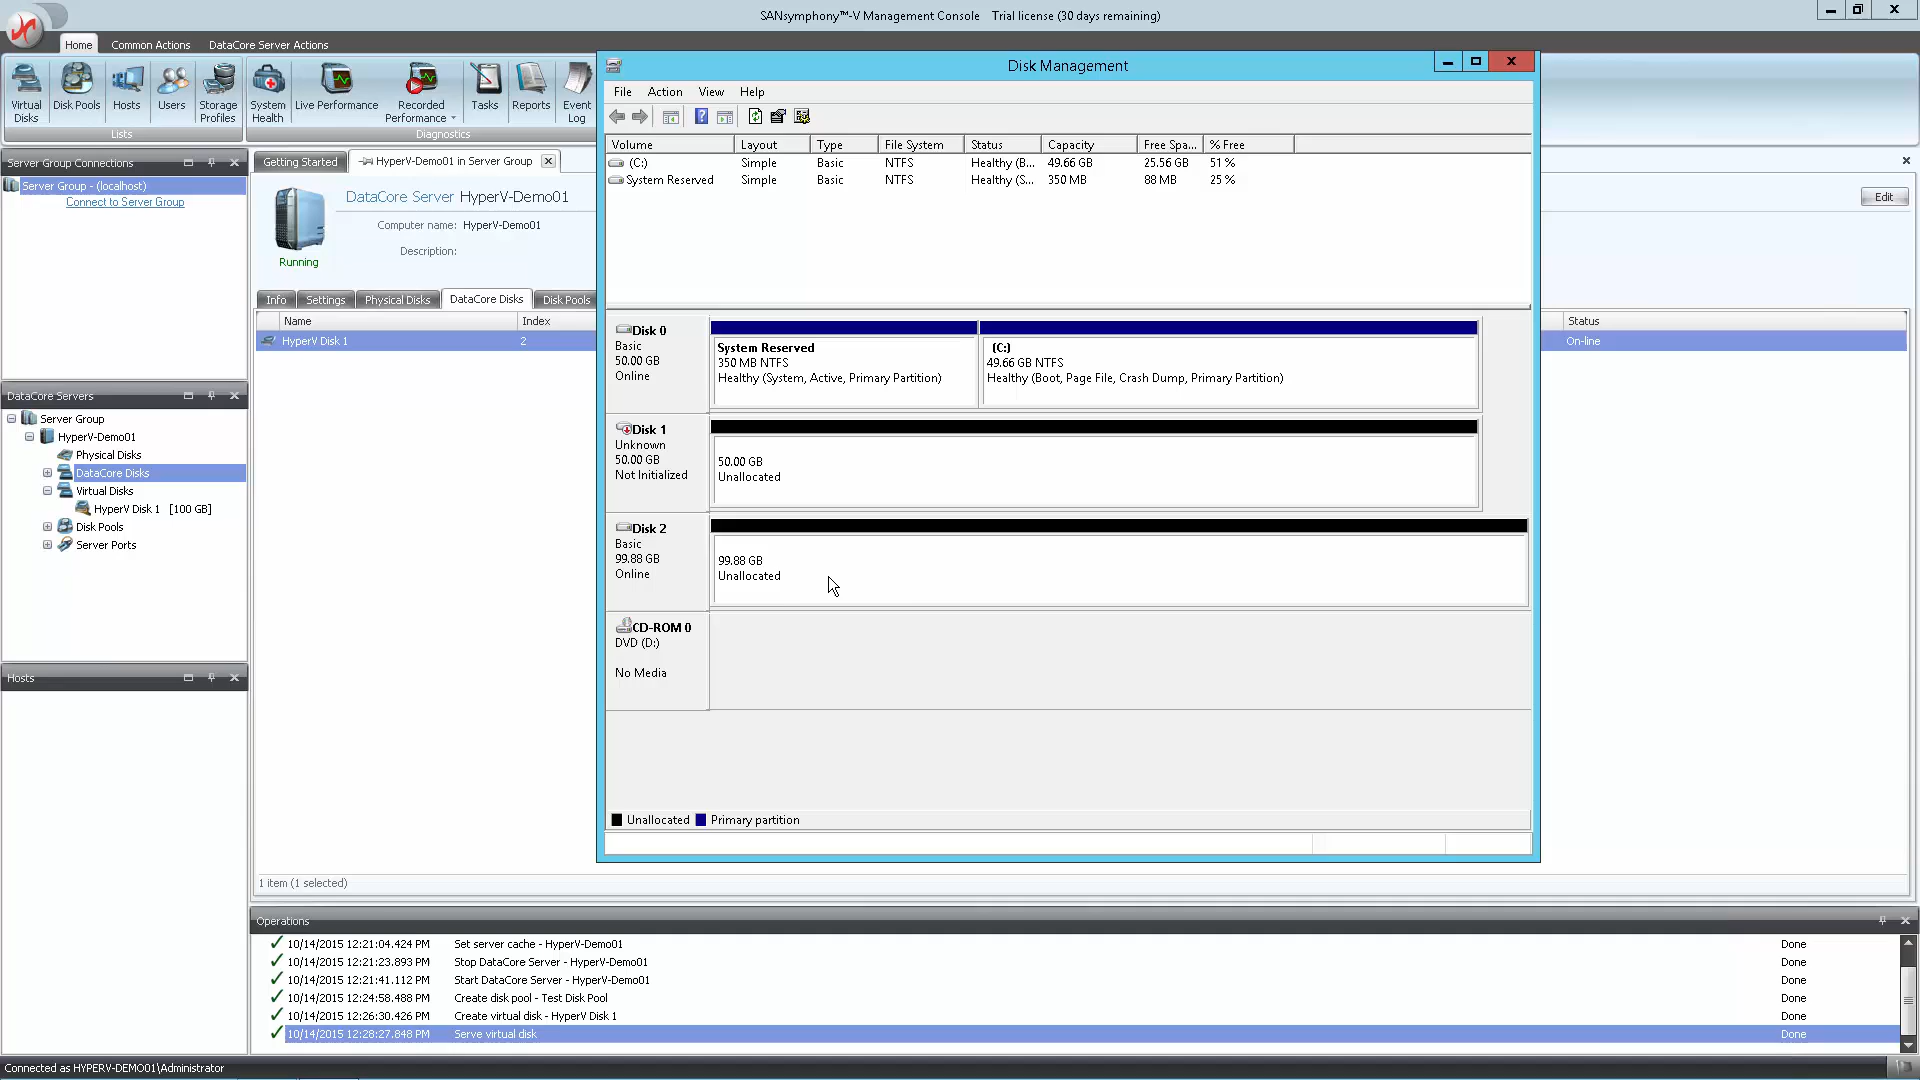 SANsymphony™-V Management Console Trial license (30 days remaining)
Home Common Actions DataCore Server Actions
Virtual Disks
Disk Pools
Hosts
Users
Storage Profiles
System Health
Live Performance
Recorded Performance
Tasks
Reports
Event Log
Lists
Diagnostics
Server Group Connections
Server Group - (localhost)
Connect to Server Group
DataCore Servers
Server Group
HyperV-Demo01
Physical Disks
DataCore Disks
Virtual Disks
HyperV Disk 1 [100 GB]
Disk Pools
Server Ports
Hosts
Getting Started
HyperV-Demo01 in Server Group
DataCore Server HyperV-Demo01
Computer name: HyperV-Demo01
Description:
Running
Edit
Info Settings Physical Disks DataCore Disks Disk Pools
Name Index Status
HyperV Disk 1 2 On-line
Disk Management
File Action View Help
Volume Layout Type File System Status Capacity Free Spa... % Free
(C:) Simple Basic NTFS Healthy (B... 49.66 GB 25.56 GB 51 %
System Reserved Simple Basic NTFS Healthy (S... 350 MB 88 MB 25 %
Disk 0
Basic
50.00 GB
Online
System Reserved
350 MB NTFS
Healthy (System, Active, Primary Partition)
(C:)
49.66 GB NTFS
Healthy (Boot, Page File, Crash Dump, Primary Partition)
Disk 1
Unknown
50.00 GB
Not Initialized
50.00 GB
Unallocated
Disk 2
Basic
99.88 GB
Online
99.88 GB
Unallocated
CD-ROM 0
DVD (D:)
No Media
Unallocated Primary partition
1 item (1 selected)
Operations
10/14/2015 12:21:04.424 PM Set server cache - HyperV-Demo01 Done
10/14/2015 12:21:23.893 PM Stop DataCore Server - HyperV-Demo01 Done
10/14/2015 12:21:41.112 PM Start DataCore Server - HyperV-Demo01 Done
10/14/2015 12:24:58.488 PM Create disk pool - Test Disk Pool Done
10/14/2015 12:26:30.426 PM Create virtual disk - HyperV Disk 1 Done
10/14/2015 12:28:27.848 PM Serve virtual disk Done
Connected as HYPERV-DEMO01\Administrator